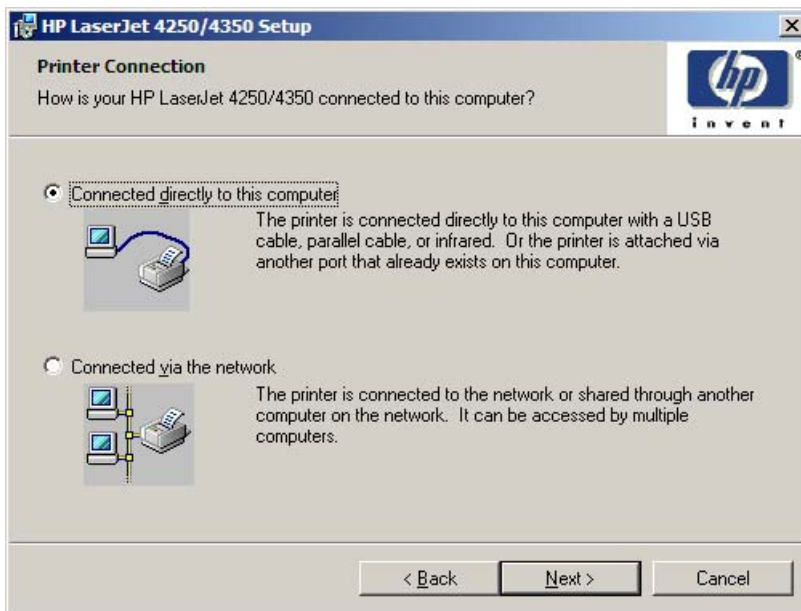 HP LaserJet 4250/4350 Setup
Printer Connection
How is your HP LaserJet 4250/4350 connected to this computer?
hp
®
invent
Connected directly to this computer
The printer is connected directly to this computer with a USB
cable, parallel cable, or infrared. Or the printer is attached via
another port that already exists on this computer.
Connected via the network
The printer is connected to the network or shared through another
computer on the network. It can be accessed by multiple
computers.
< Back
Next >
Cancel